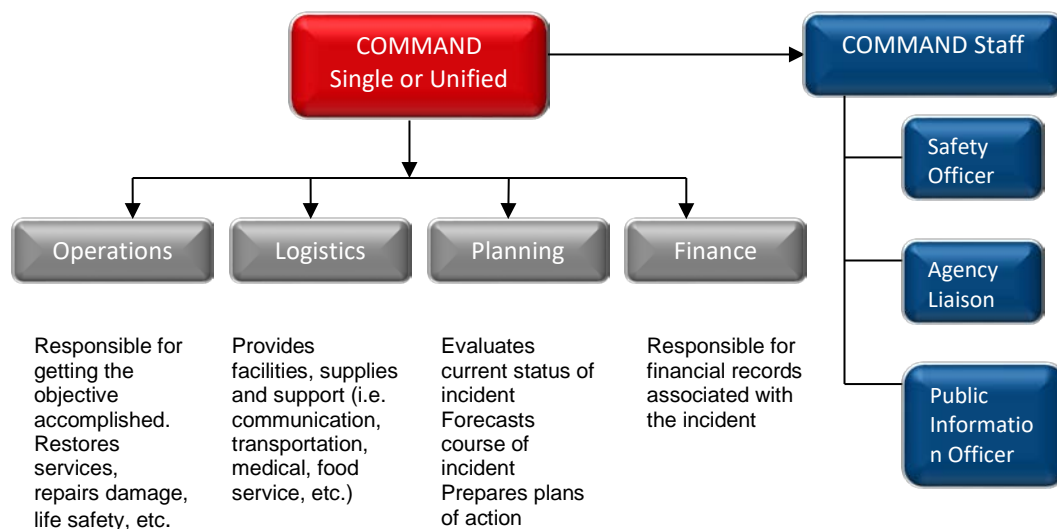 COMMAND
Single or Unified
COMMAND Staff
Safety
Officer
Agency
Liaison
Public
Informatio
n Officer
Operations
Logistics
Planning
Finance
Responsible for
getting the
objective
accomplished.
Restores
services,
repairs damage,
life safety, etc.
Provides
facilities, supplies
and support (i.e.
communication,
transportation,
medical, food
service, etc.)
Evaluates
current status of
incident
Forecasts
course of
incident
Prepares plans
of action
Responsible for
financial records
associated with
the incident